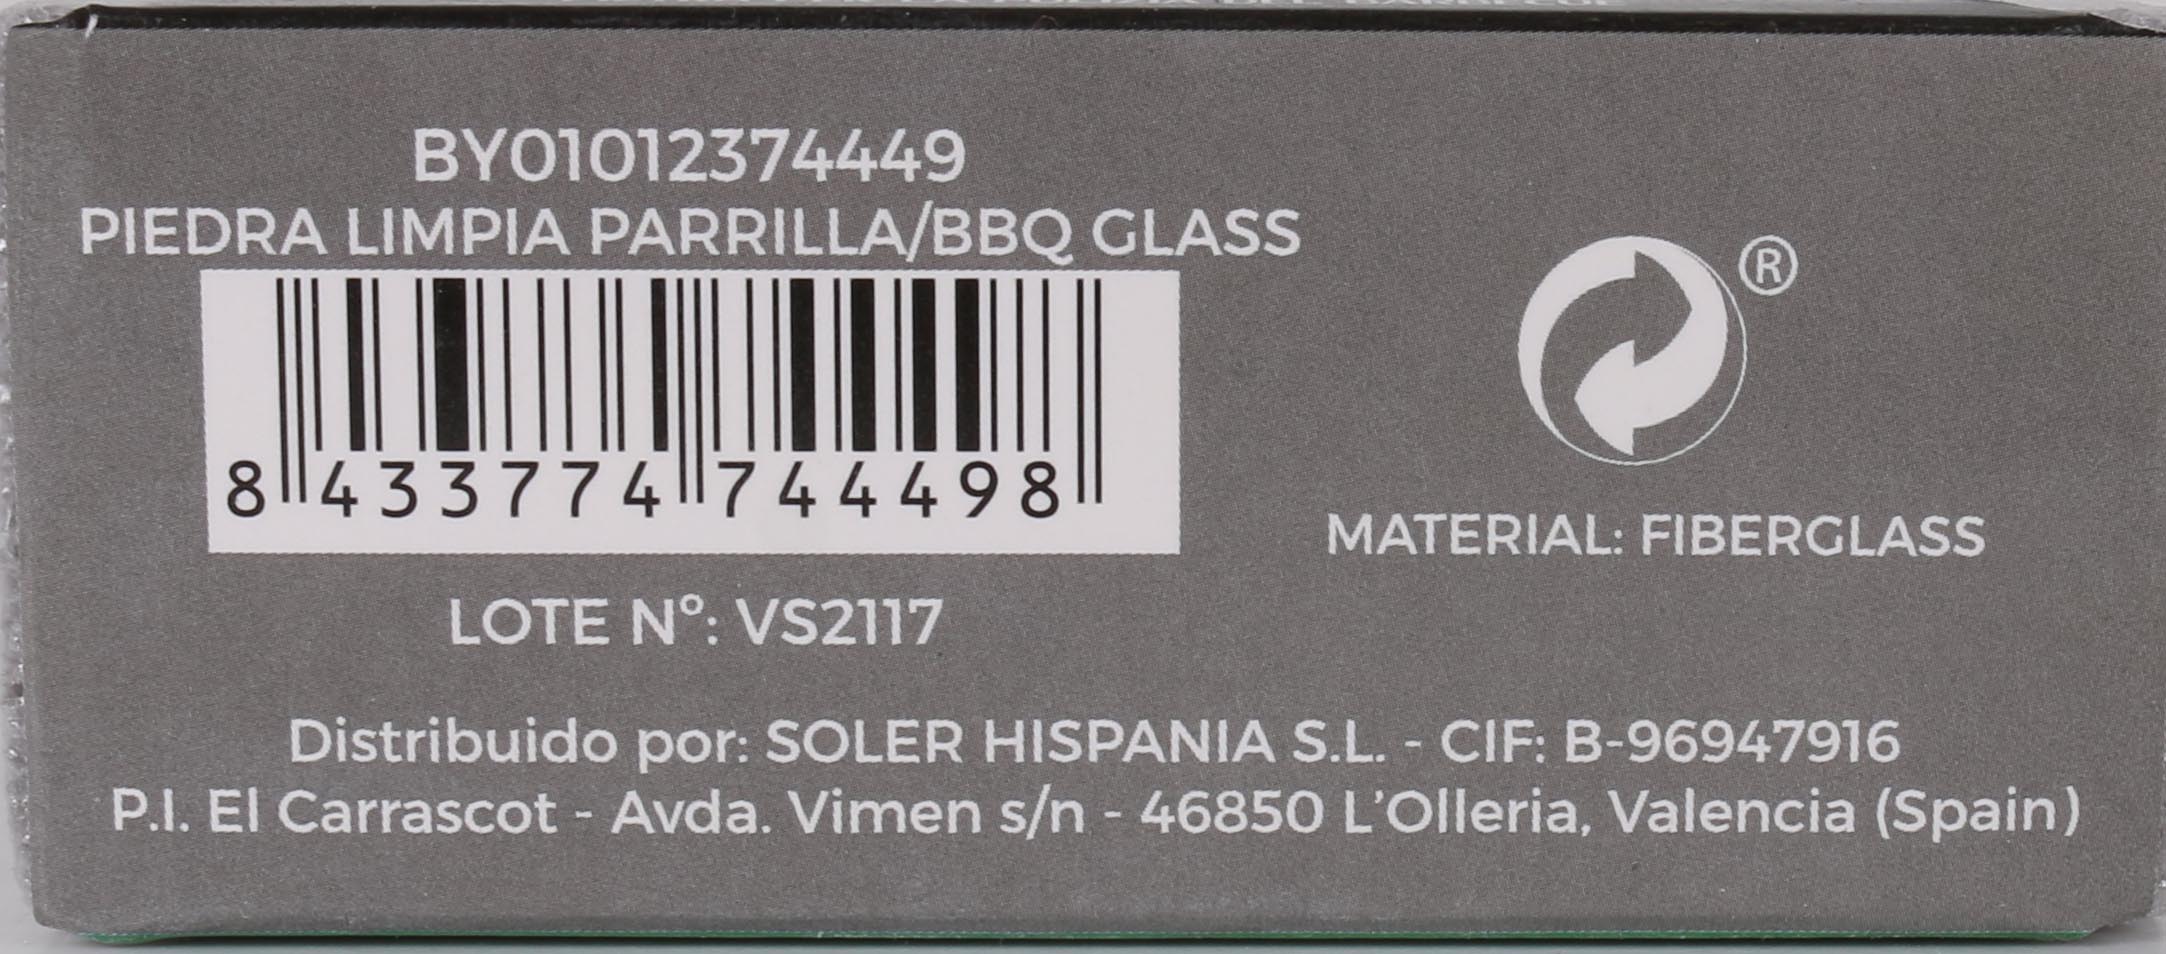 BY01012374449
PIEDRA LIMPIA PARRILLA/BBQ GLASS
8 433774 744498
®
MATERIAL: FIBERGLASS
LOTE Nº: VS2117
Distribuido por: SOLER HISPANIA S.L. - CIF: B-96947916
P.I. El Carrascot - Avda. Vimen s/n - 46850 L'Olleria, Valencia (Spain)